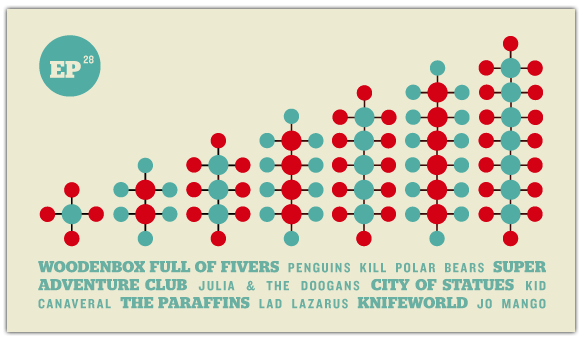 EP 28
WOODENBOX FULL OF FIVERS PENGUINS KILL POLAR BEARS SUPER
ADVENTURE CLUB JULIA & THE DOOGANS CITY OF STATUES KID
CANAVERAL THE PARAFFINS LAD LAZARUS KNIFEWORLD JO MANGO